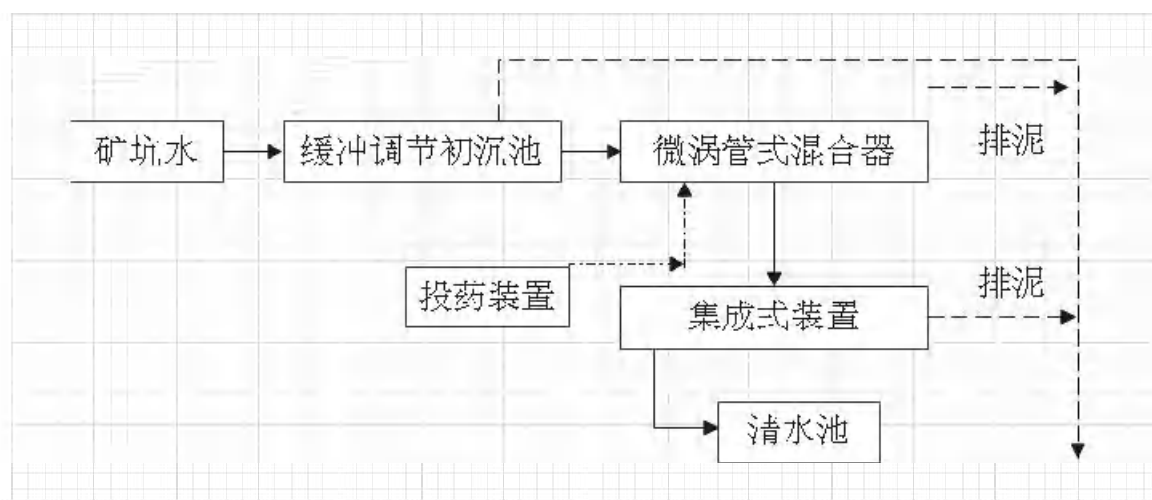 矿坑水
缓冲调节初沉池
微涡管式混合器
排泥
投药装置
集成式装置
排泥
清水池